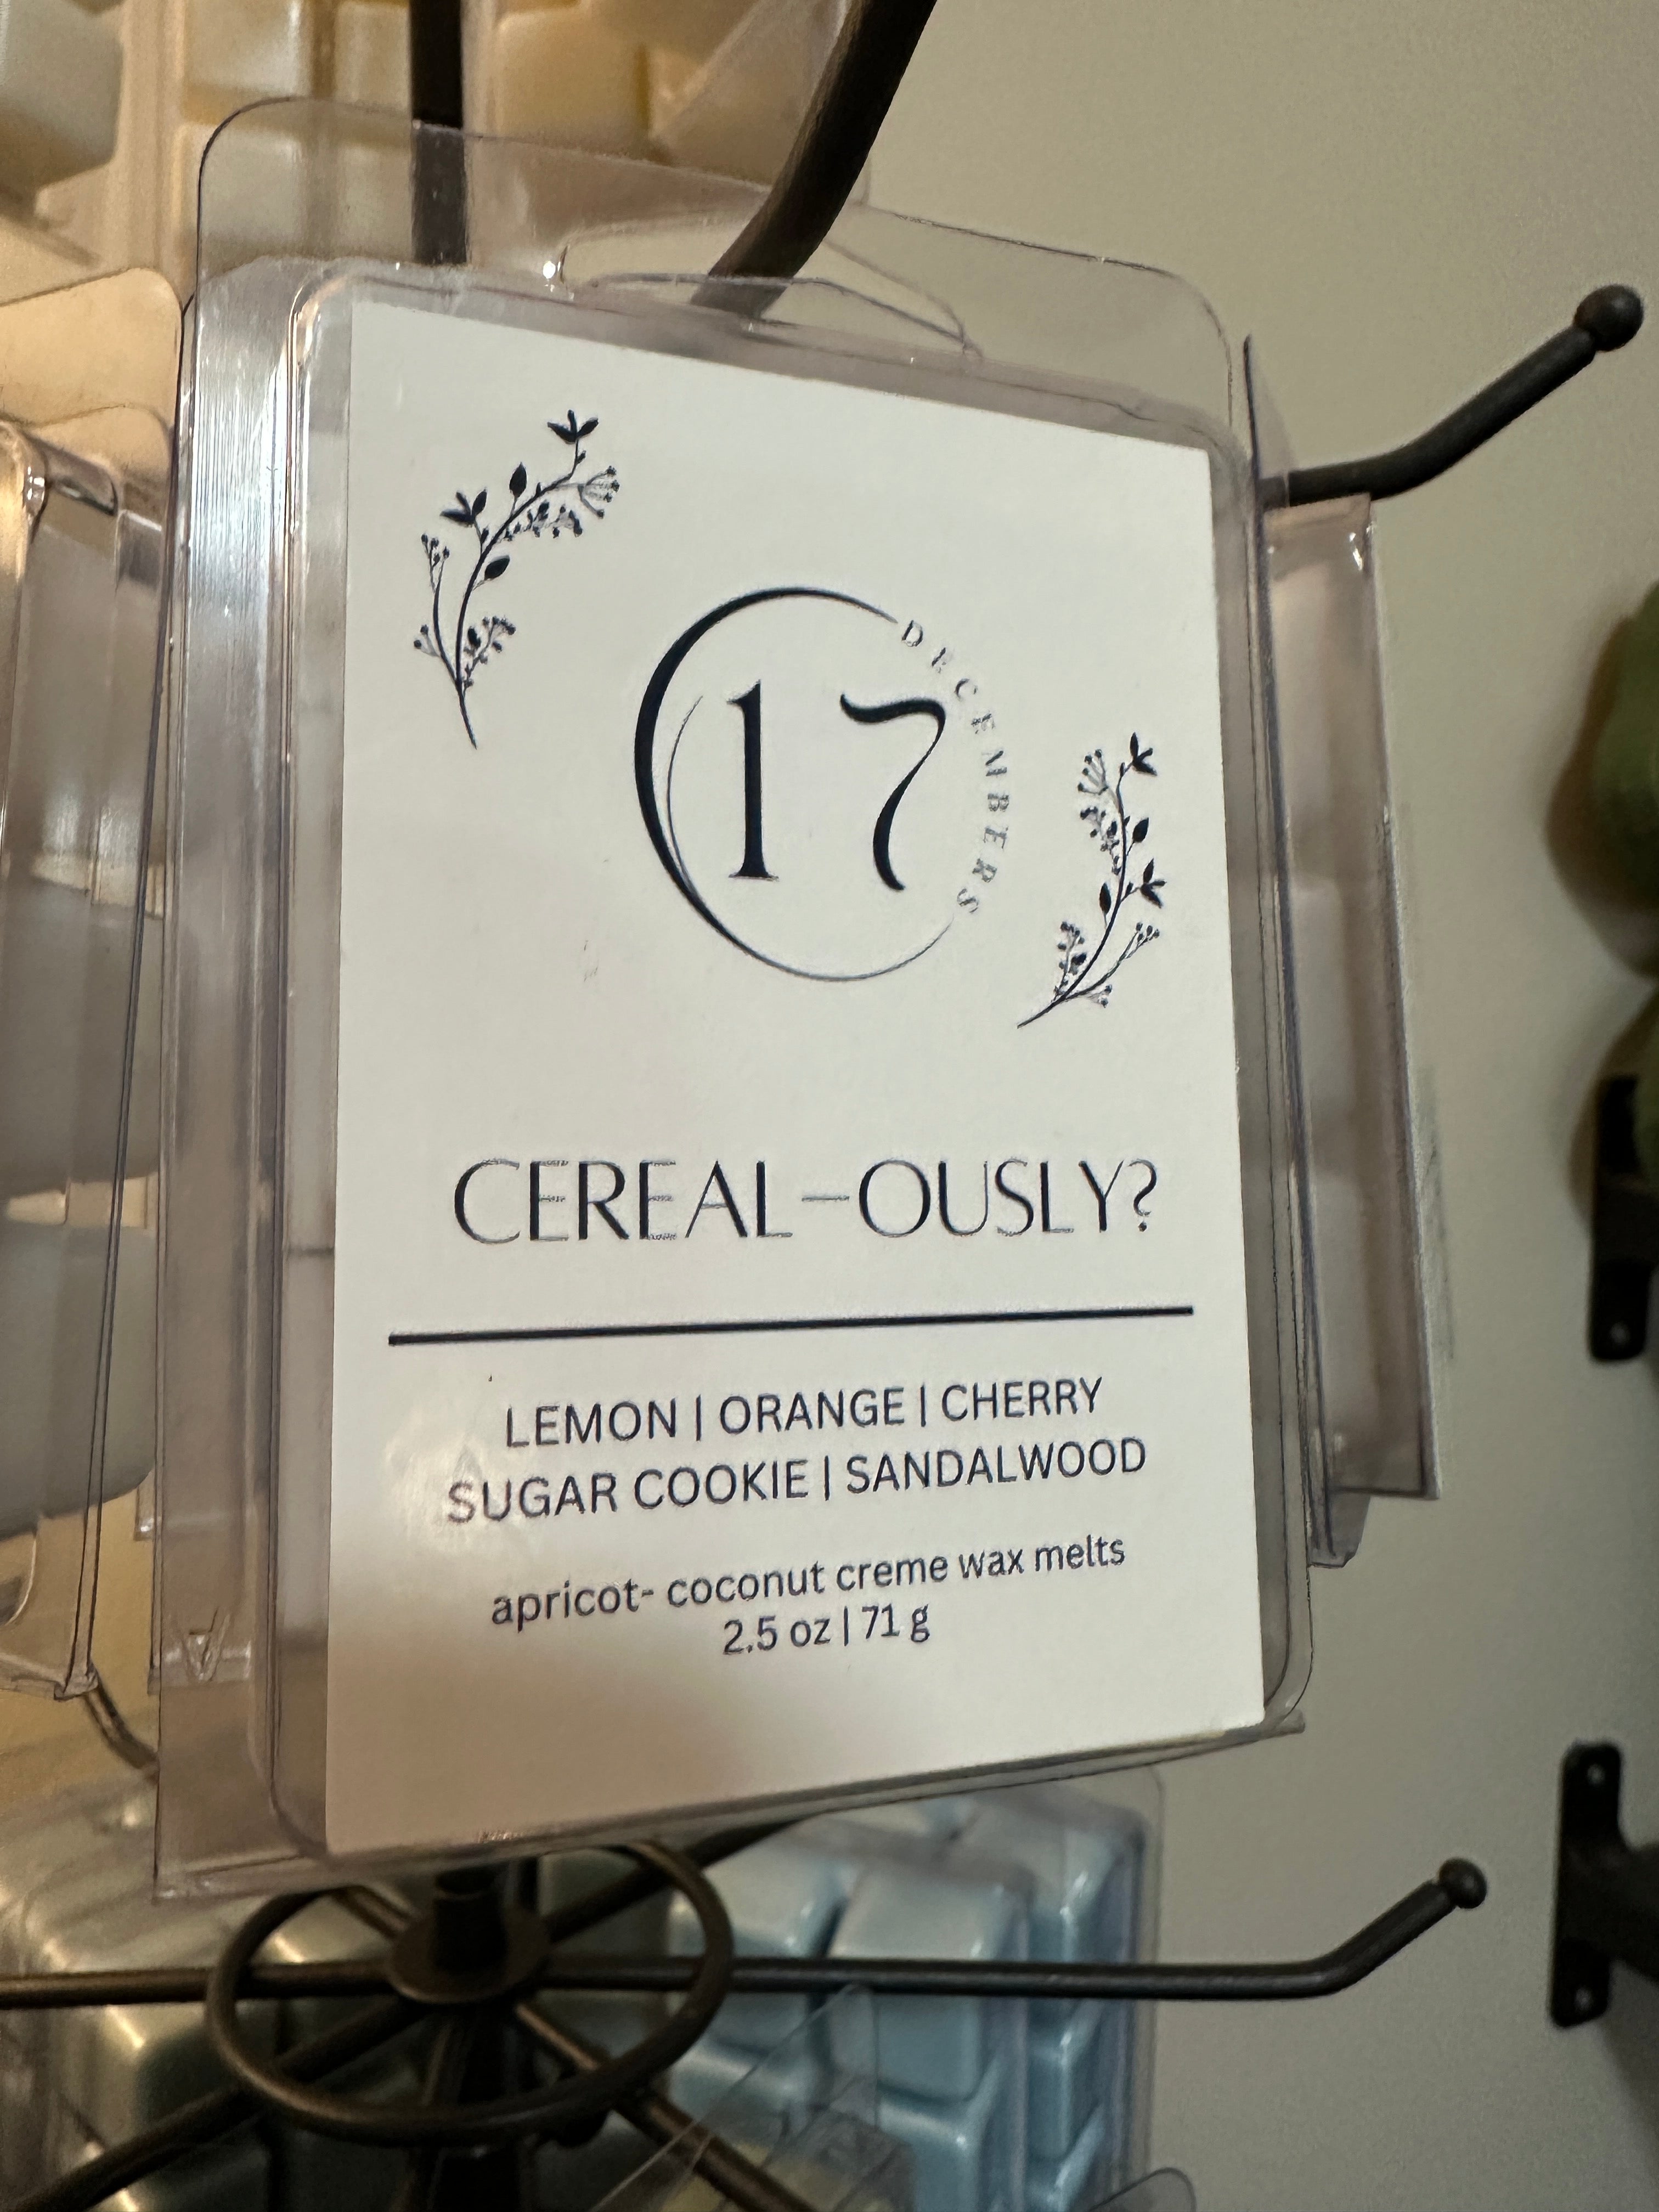 17
DECEMBERS
CEREAL-OUSLY?
LEMON | ORANGE | CHERRY
SUGAR COOKIE | SANDALWOOD
apricot- coconut creme wax melts
2.5 oz | 71 g